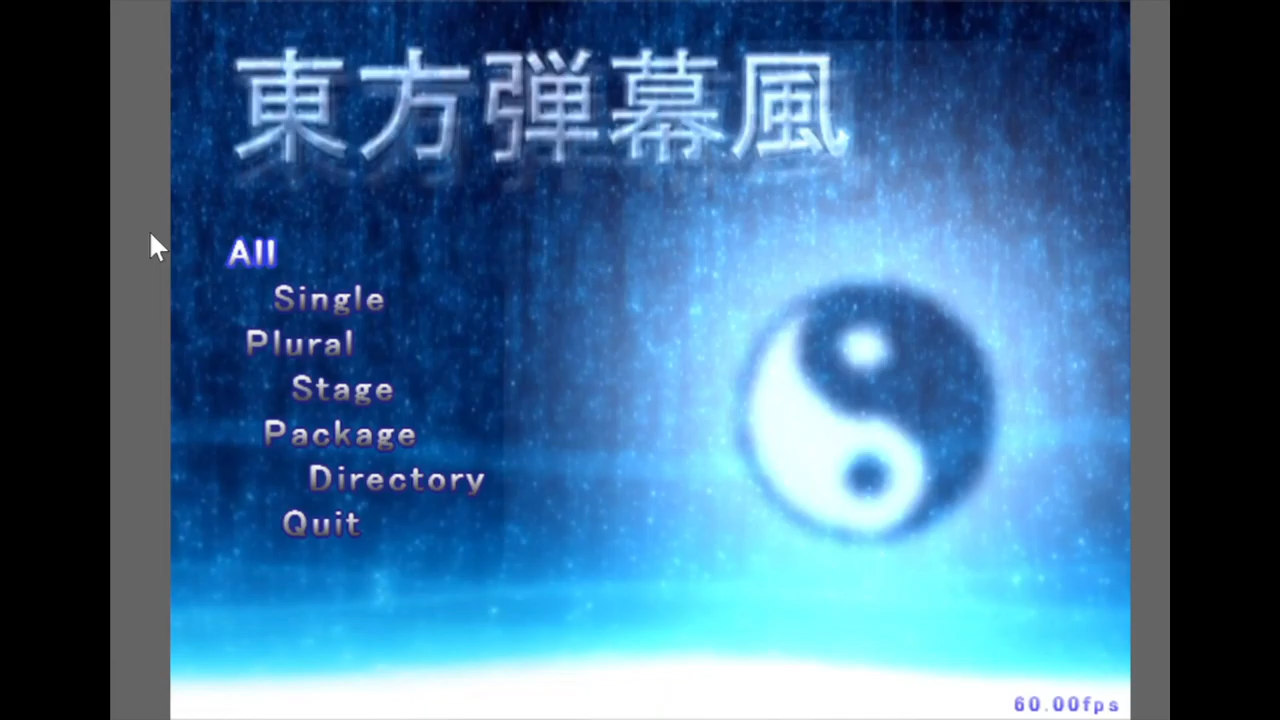 東方弾幕風
All
Single
Plural
Stage
Package
Directory
Quit
60.00fps